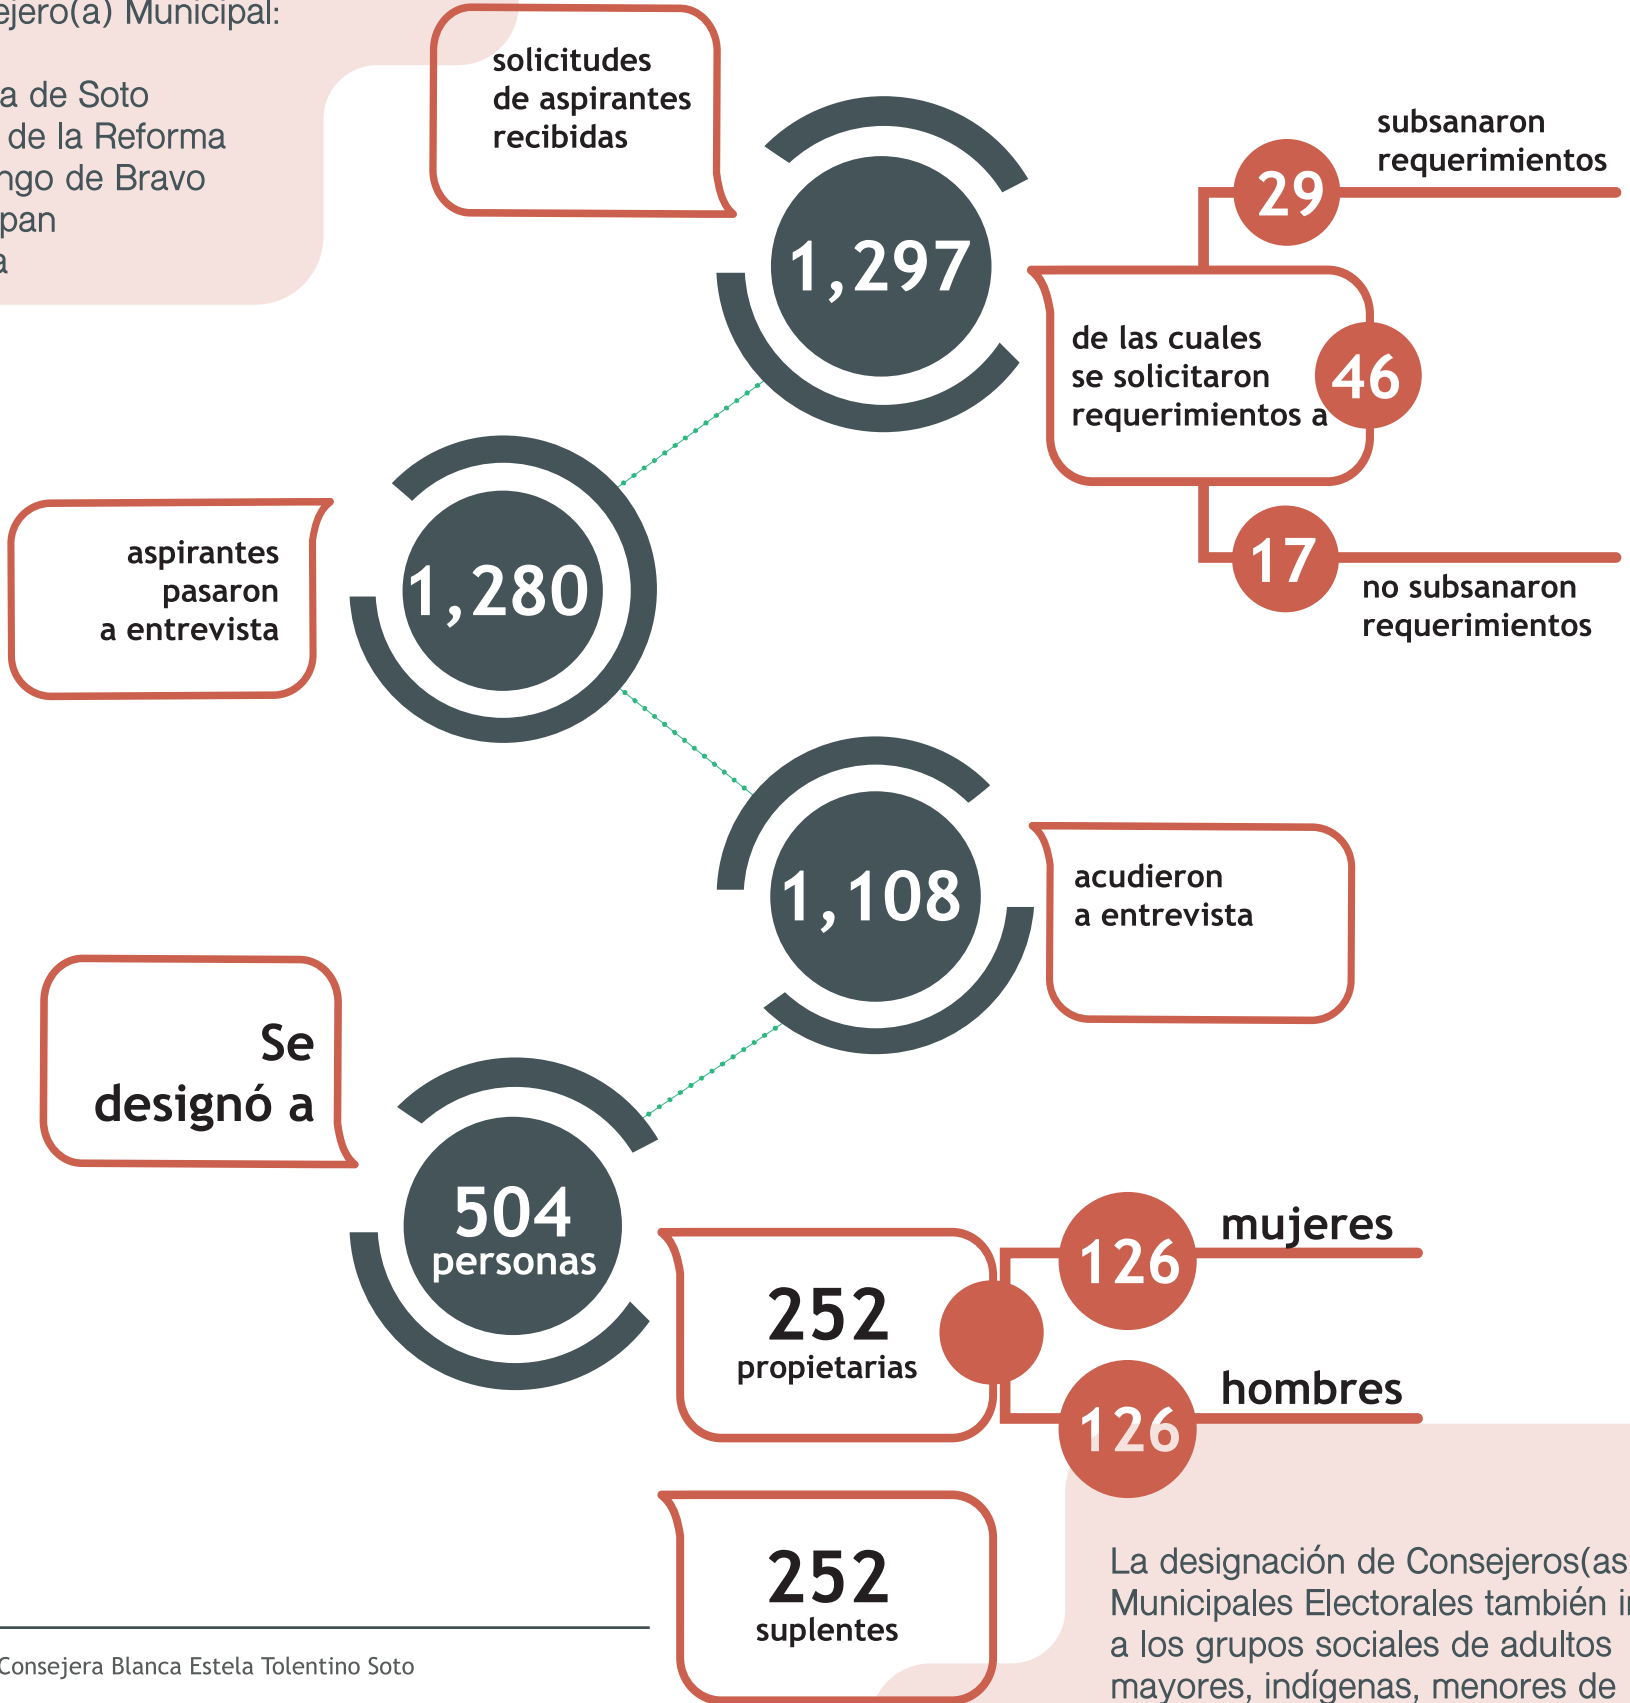 Municipal:
de Soto
de la Reforma
de Bravo
solicitudes
de aspirantes
recibidas
1,297
subsanaron
requerimientos
29
de las cuales
se solicitaron
requerimientos a
46
17
no subsanaron
requerimientos
aspirantes
pasaron
a entrevista
1,280
1,108
acudieron
a entrevista
Se
designó a
504
personas
252
propietarias
126
mujeres
126
hombres
252
suplentes
La designación de Consejeros(as
Municipales Electorales también
a los grupos sociales de adultos
mayores, indígenas, menores de
Consejera Blanca Estela Tolentino Soto